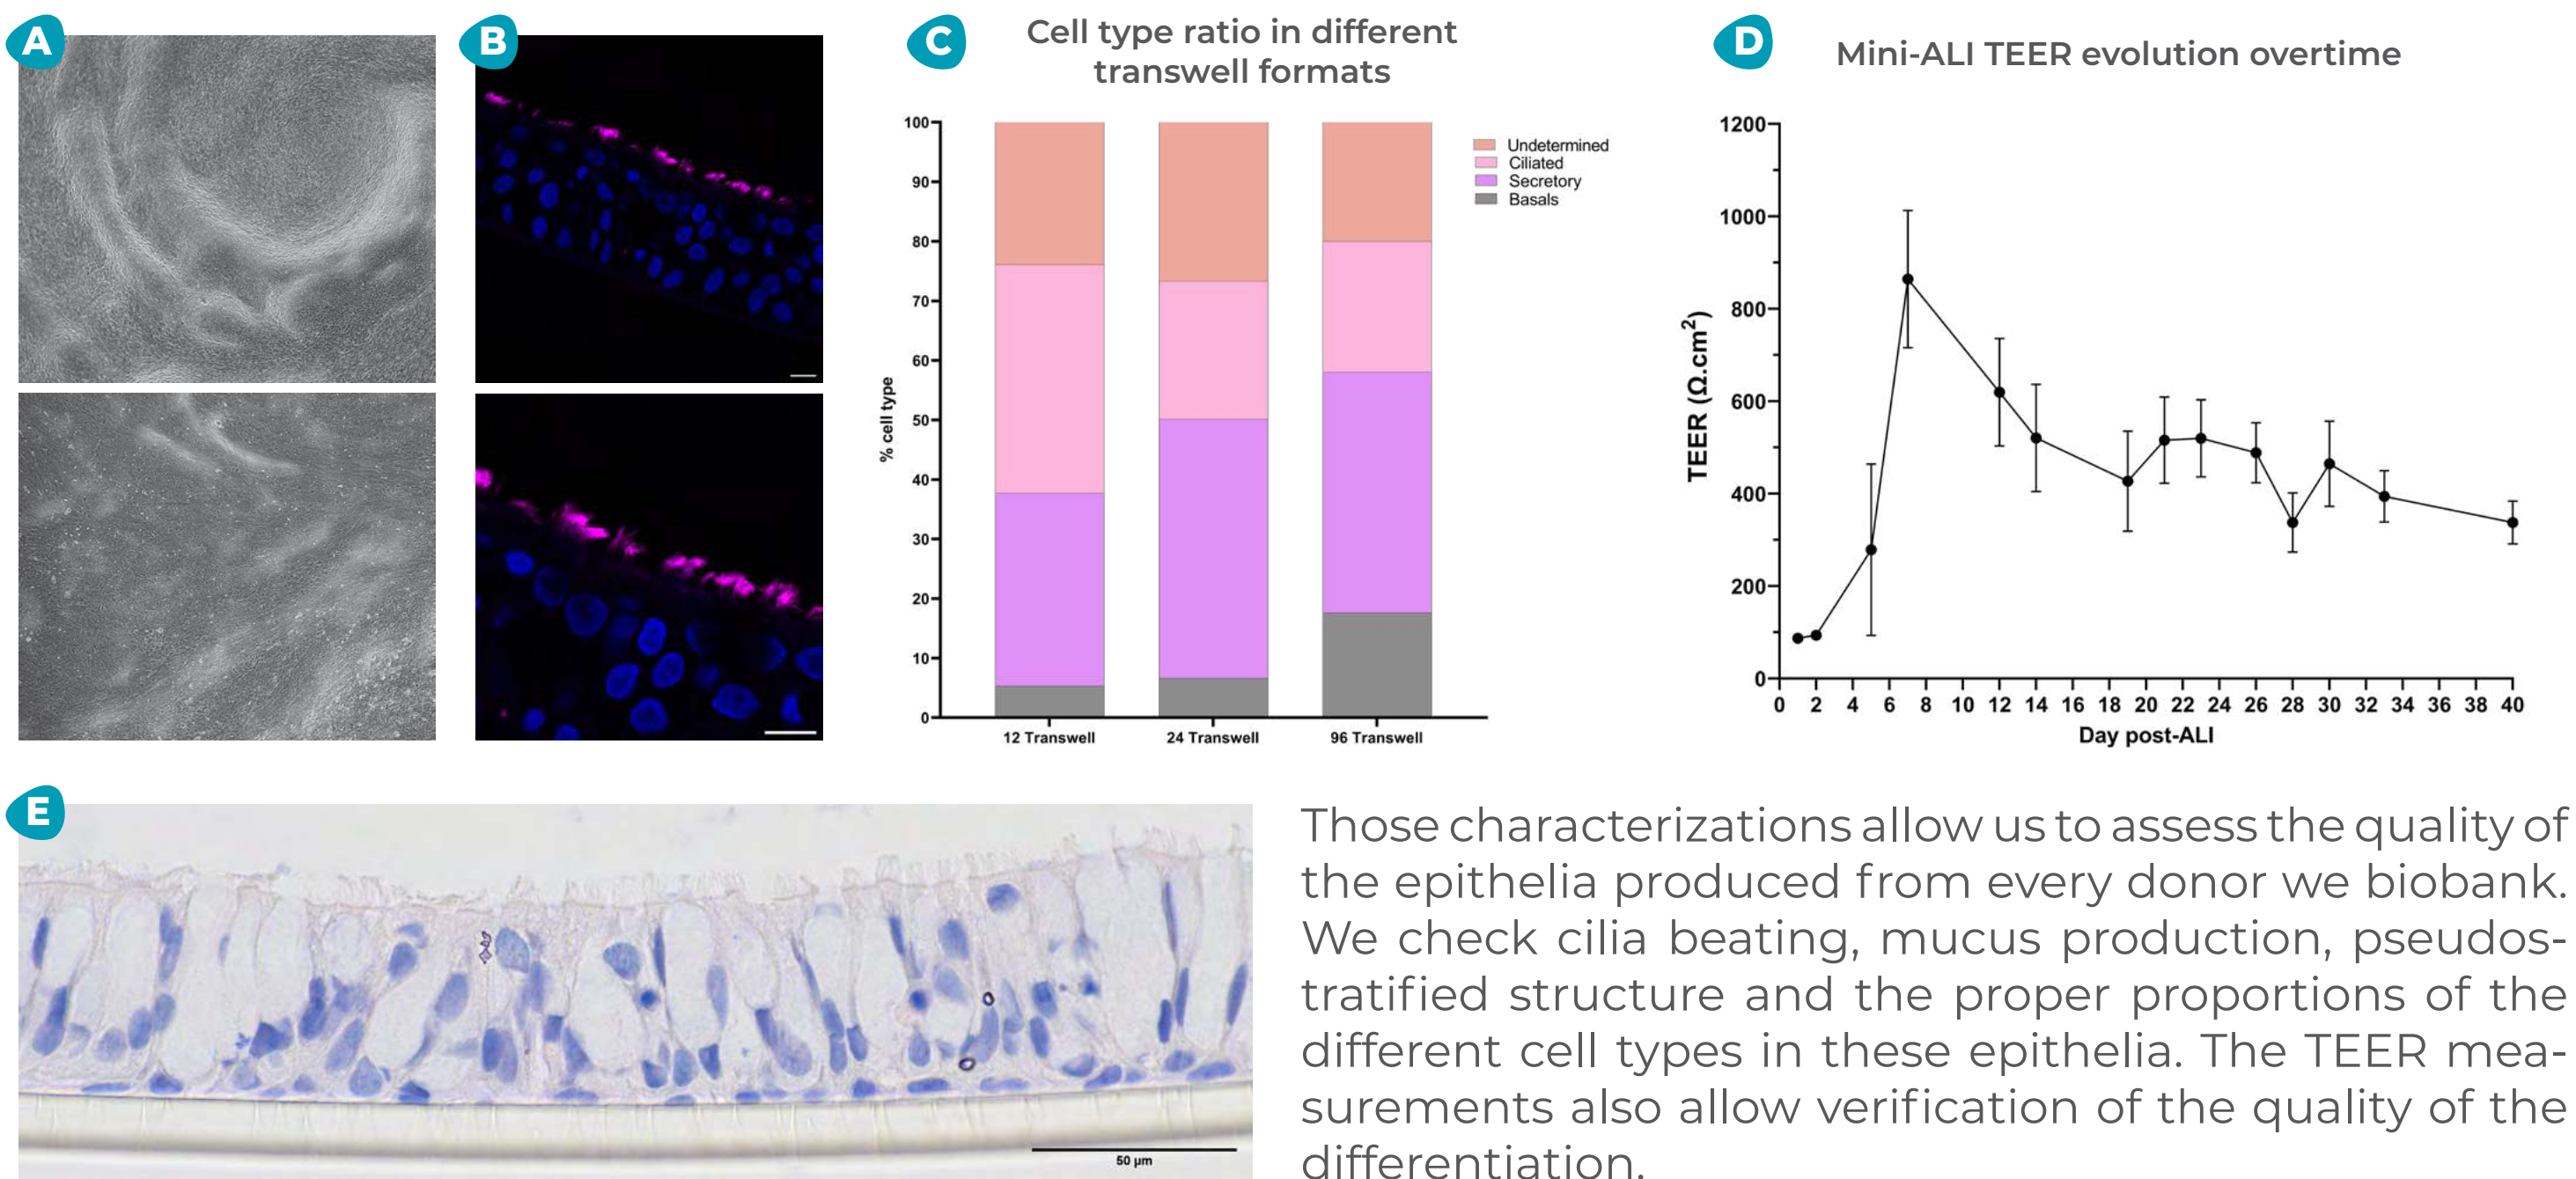 A
B
C
Cell type ratio in different
transwell formats
100
90
80
70
60
50
40
30
20
10
0
% cell type
12 Transwell
24 Transwell
96 Transwell
Undetermined
Ciliated
Secretory
Basals
D
Mini-ALI TEER evolution overtime
1200
1000
800
600
400
200
0
TEER (Ω.cm²)
0 2 4 6 8 10 12 14 16 18 20 22 24 26 28 30 32 34 36 38 40
Day post-ALI
E
50 µm
Those characterizations allow us to assess the quality of
the epithelia produced from every donor we biobank.
We check cilia beating, mucus production, pseudos-
tratified structure and the proper proportions of the
different cell types in these epithelia. The TEER mea-
surements also allow verification of the quality of the
differentiation.